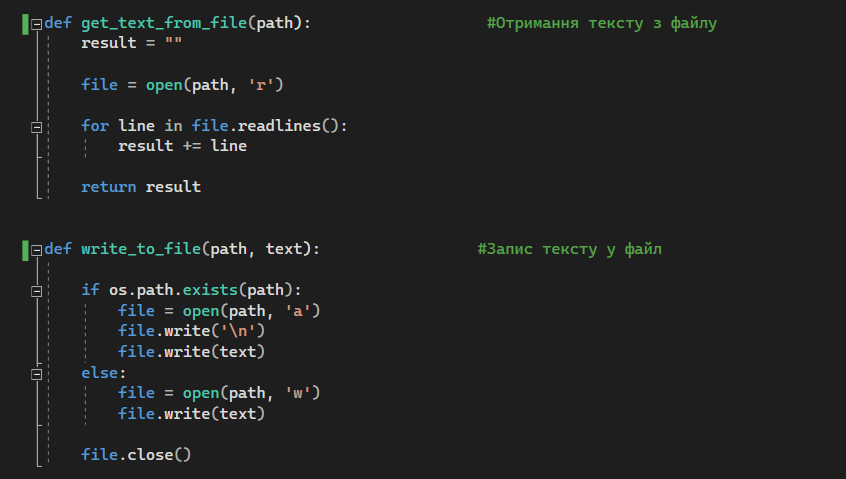 def get_text_from_file(path):                   #Отримання тексту з файлу
    result = ""
    file = open(path, 'r')
    for line in file.readlines():
        result += line
    return result
def write_to_file(path, text):                 #Запис тексту у файл
    if os.path.exists(path):
        file = open(path, 'a')
        file.write('\n')
        file.write(text)
    else:
        file = open(path, 'w')
        file.write(text)
    file.close()